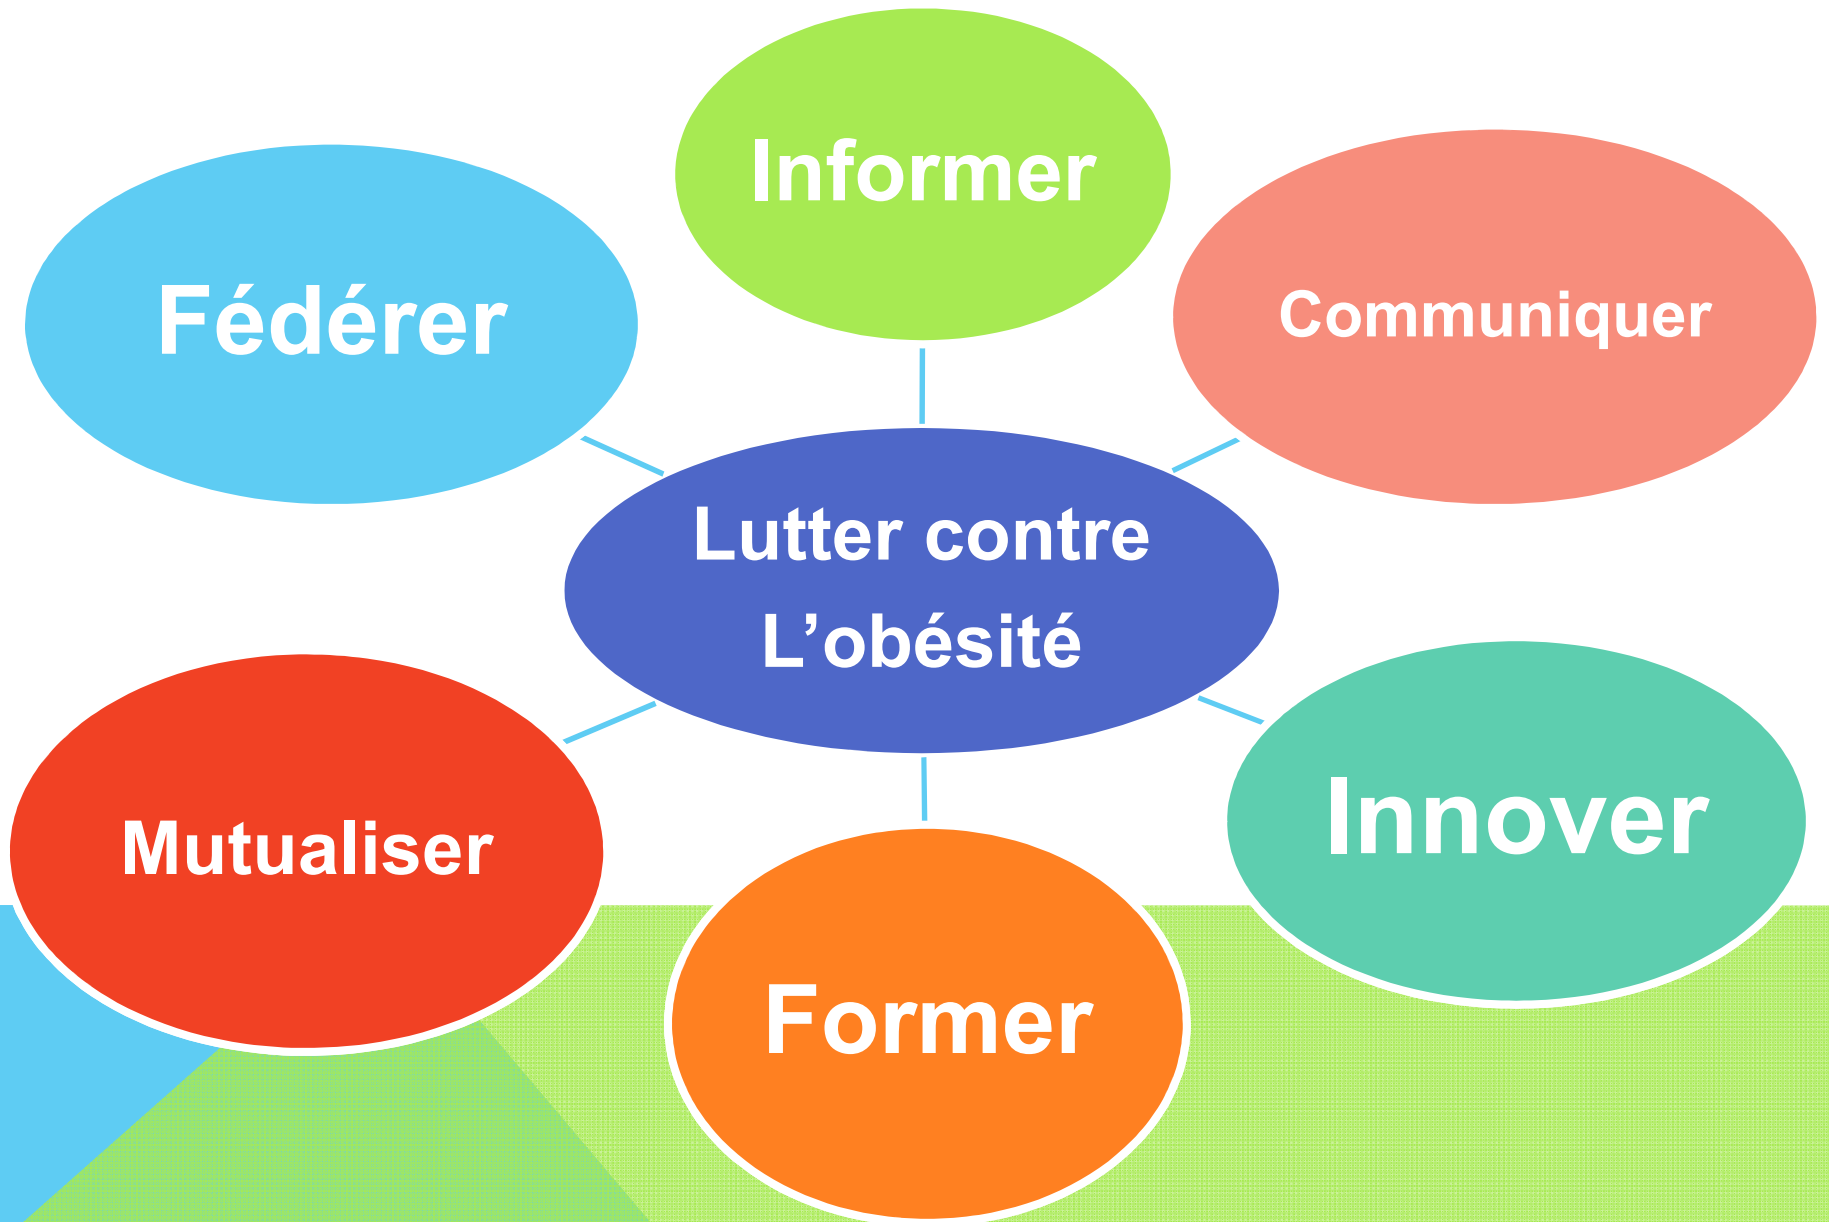 Informer
Fédérer
Communiquer
Lutter contre
L’obésité
Mutualiser
Innover
Former